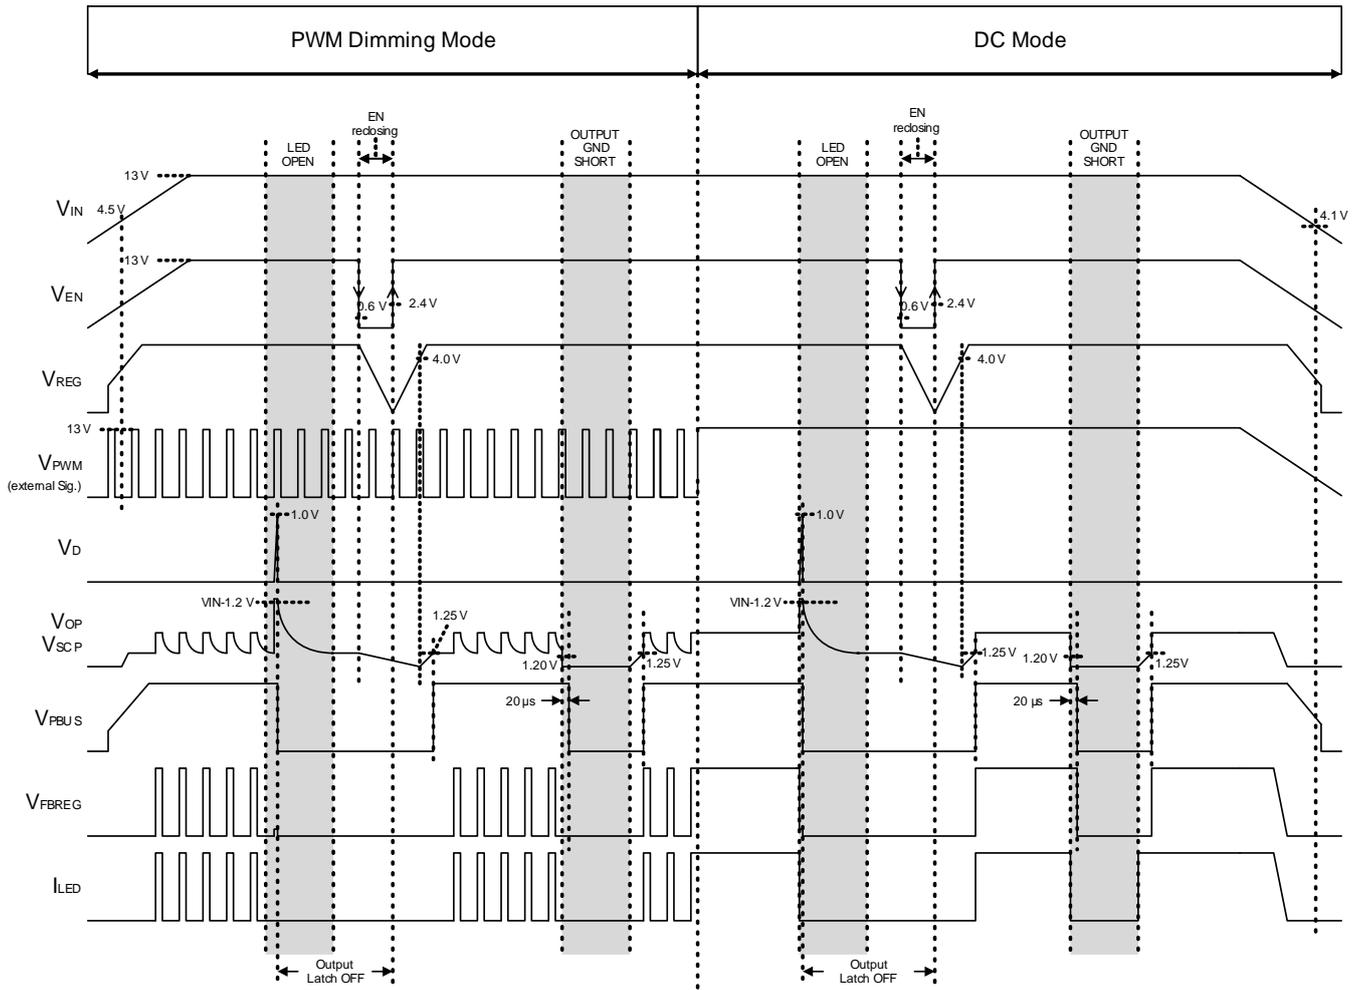 PWM Dimming Mode
DC Mode
LED
OPEN
EN
reclosing
OUTPUT
GND
SHORT
LED
OPEN
EN
reclosing
OUTPUT
GND
SHORT
VIN
13 V
4.5 V
4.1 V
VEN
13 V
0.6 V
2.4 V
0.6 V
2.4 V
VREG
4.0 V
4.0 V
VPWM
(external Sig.)
13 V
VD
1.0 V
1.0 V
VOP
VSCP
VIN-1.2 V
1.25 V
1.20 V
1.25 V
VIN-1.2 V
1.25 V
1.20 V
1.25 V
VPBUS
20 µs
20 µs
VFBREG
ILED
Output
Latch OFF
Output
Latch OFF